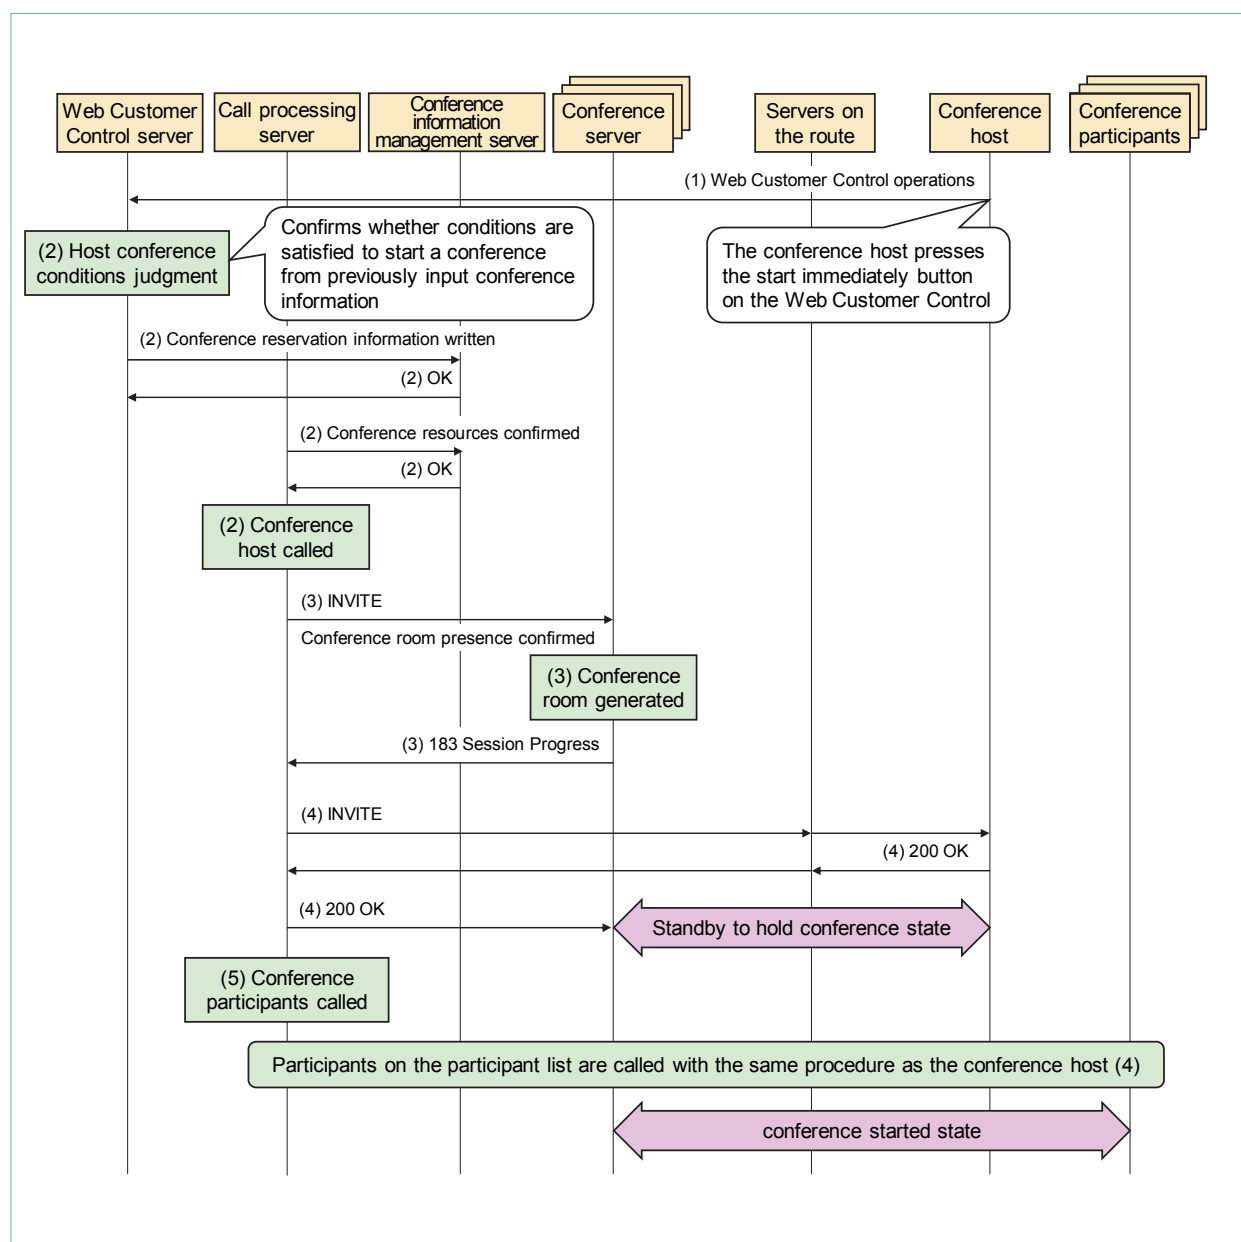 Web Customer
Control server
Call processing
server
Conference
information
management server
Conference
server
Servers on
the route
Conference
host
Conference
participants
(1) Web Customer Control operations
(2) Host conference
conditions judgment
Confirms whether conditions are
satisfied to start a conference
from previously input conference
information
The conference host presses
the start immediately button
on the Web Customer Control
(2) Conference reservation information written
(2) OK
(2) Conference resources confirmed
(2) OK
(2) Conference
host called
(3) INVITE
Conference room presence confirmed
(3) Conference
room generated
(3) 183 Session Progress
(4) INVITE
(4) 200 OK
(4) 200 OK
Standby to hold conference state
(5) Conference
participants called
Participants on the participant list are called with the same procedure as the conference host (4)
conference started state